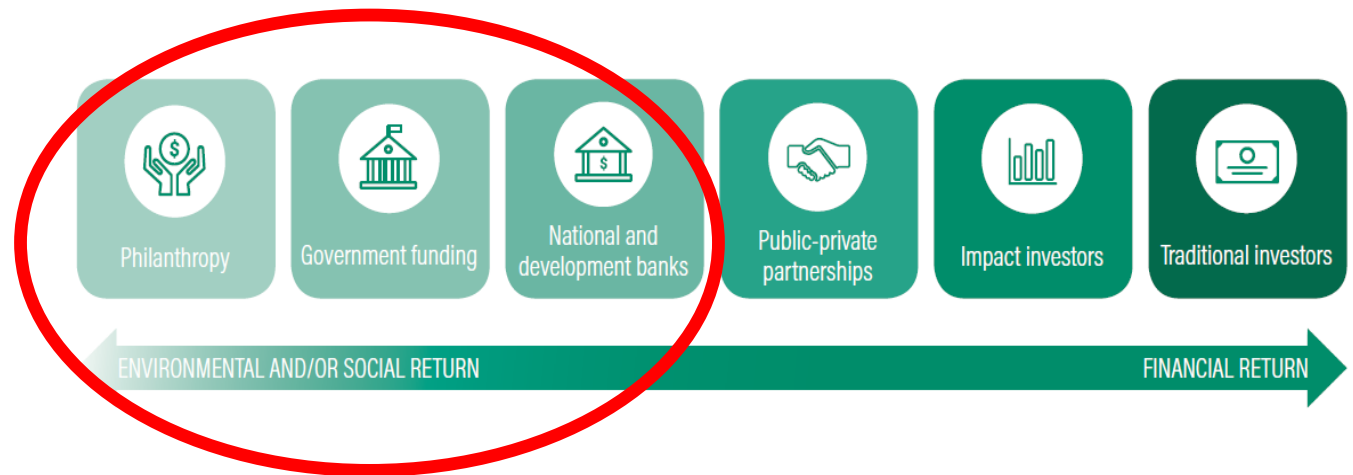 $
$
Philanthropy
Government funding
National and
development banks
Public-private
partnerships
Impact investors
Traditional investors
ENVIRONMENTAL AND/OR SOCIAL RETURN
FINANCIAL RETURN